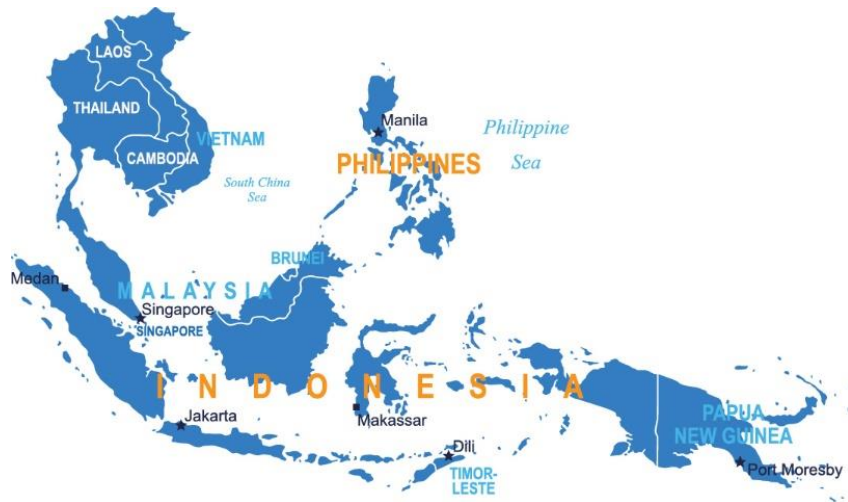 LAOS
THAILAND
VIETNAM
CAMBODIA
Manila
PHILIPPINES
Philippine
Sea
South China
Sea
BRUNEI
Medan
MALAYSIA
Singapore
SINGAPORE
INDONESIA
Jakarta
Makassar
Dili
TIMOR-
LESTE
PAPUA
NEW GUINEA
Port Moresby